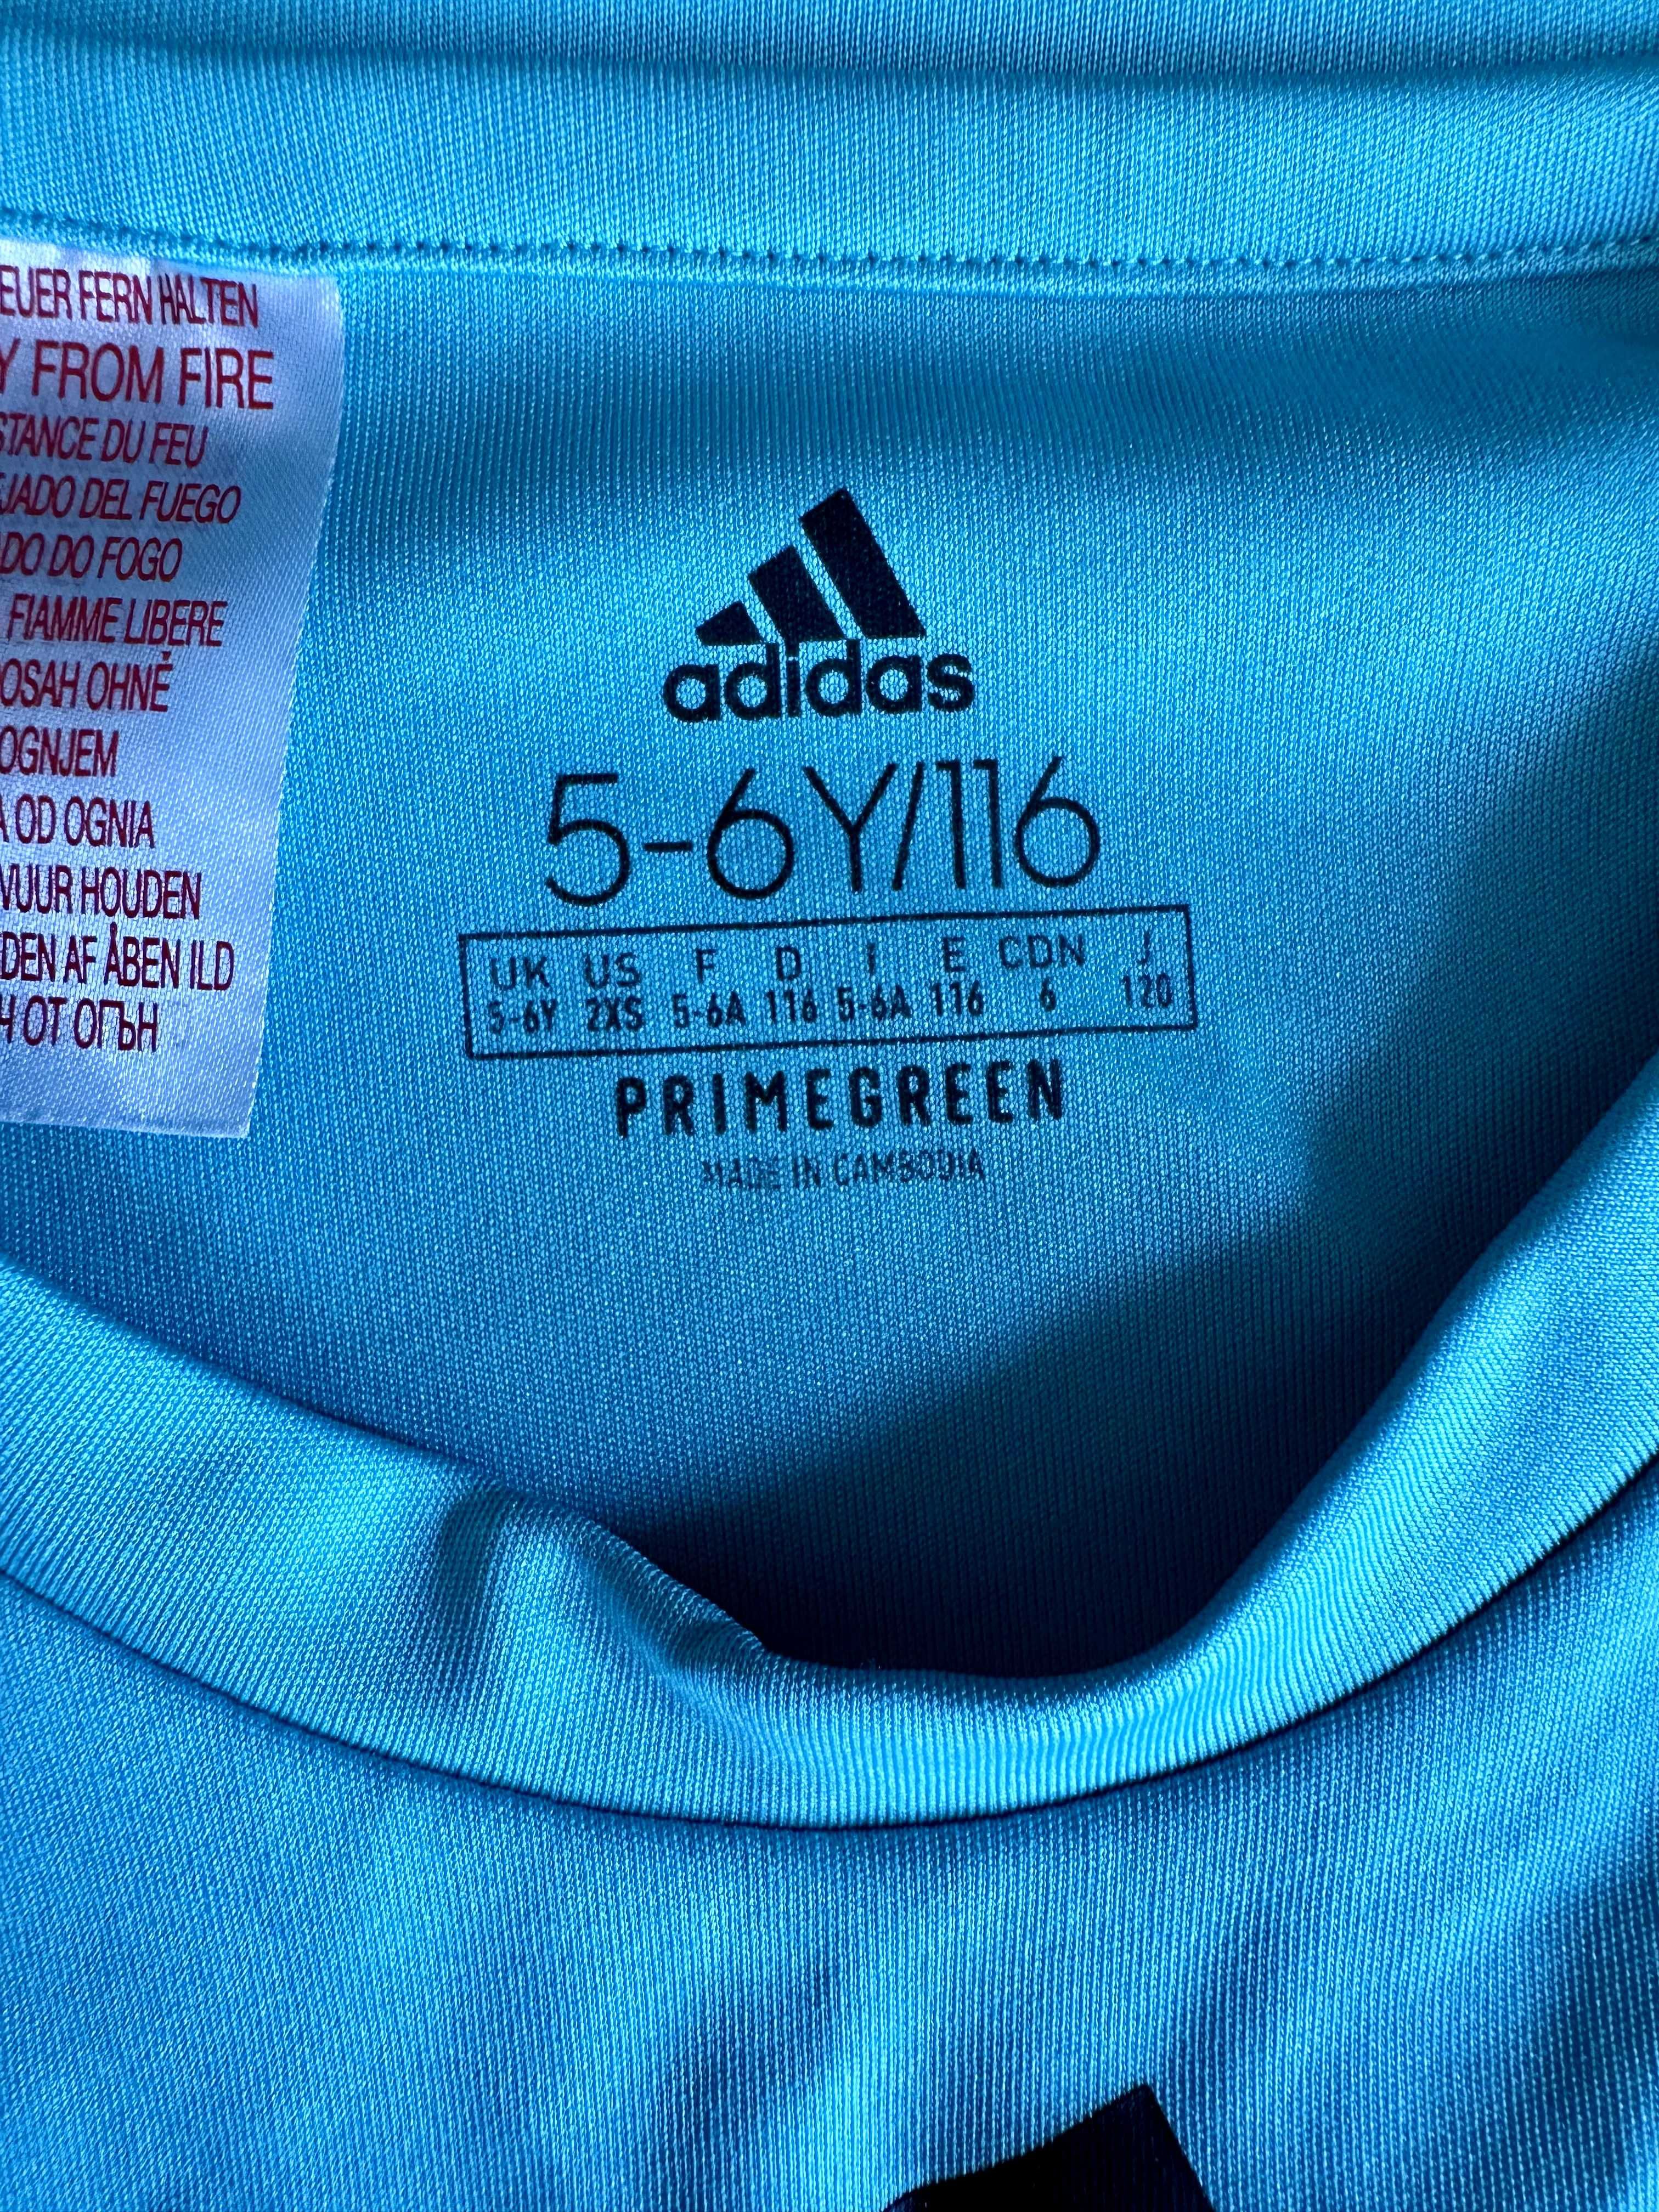 EUER FERN HALTEN
Y FROM FIRE
STANCE DU FEU
JADO DEL FUEGO
DO DO FOGO
FIAMME LIBERE
OSAH OHNĚ
OGNJEM
A OD OGNIA
VUUR HOUDEN
DEN AF ÅBEN ILD
Н ОТ ОГЪН
adidas
5-6Y/116
UK US F D I E CDN J
5-6Y 2XS 5-6A 116 5-6A 116 6 120
PRIMEGREEN
MADE IN CAMBODIA